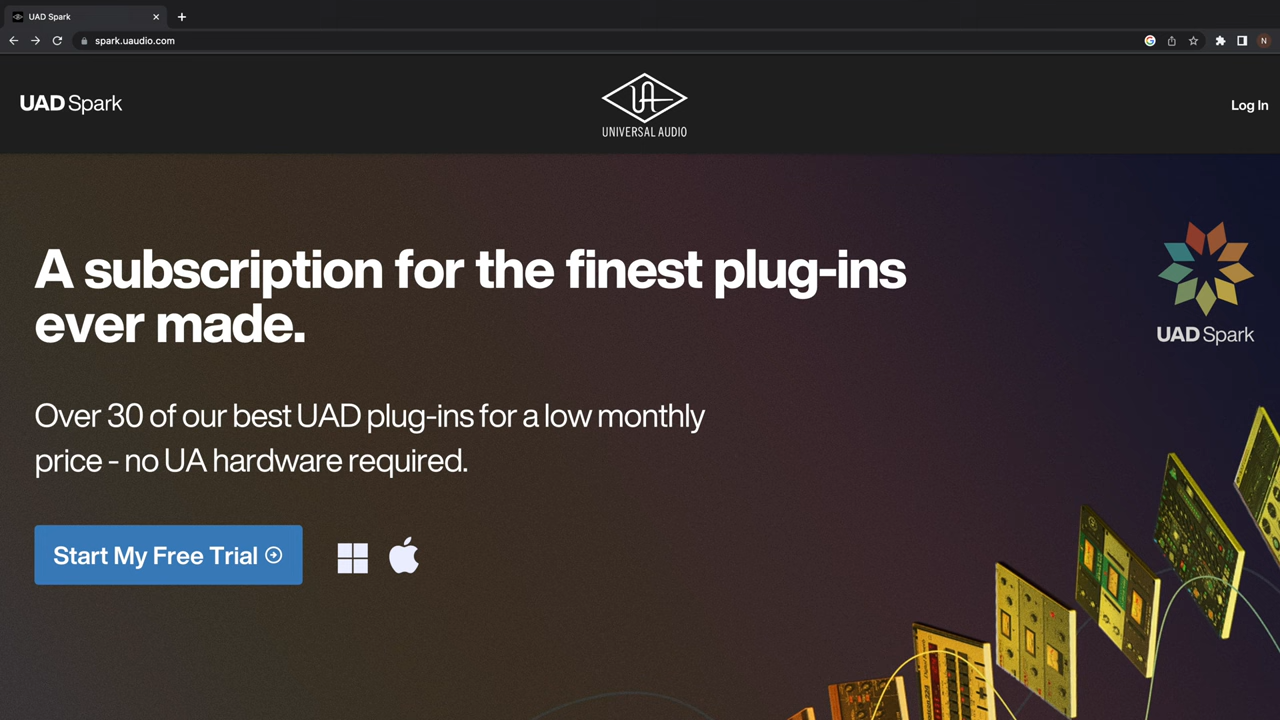 UAD Spark
spark.uaudio.com
N
UAD Spark
UA
UNIVERSAL AUDIO
Log In
A subscription for the finest plug-ins
ever made.
UAD Spark
Over 30 of our best UAD plug-ins for a low monthly
price - no UA hardware required.
Start My Free Trial